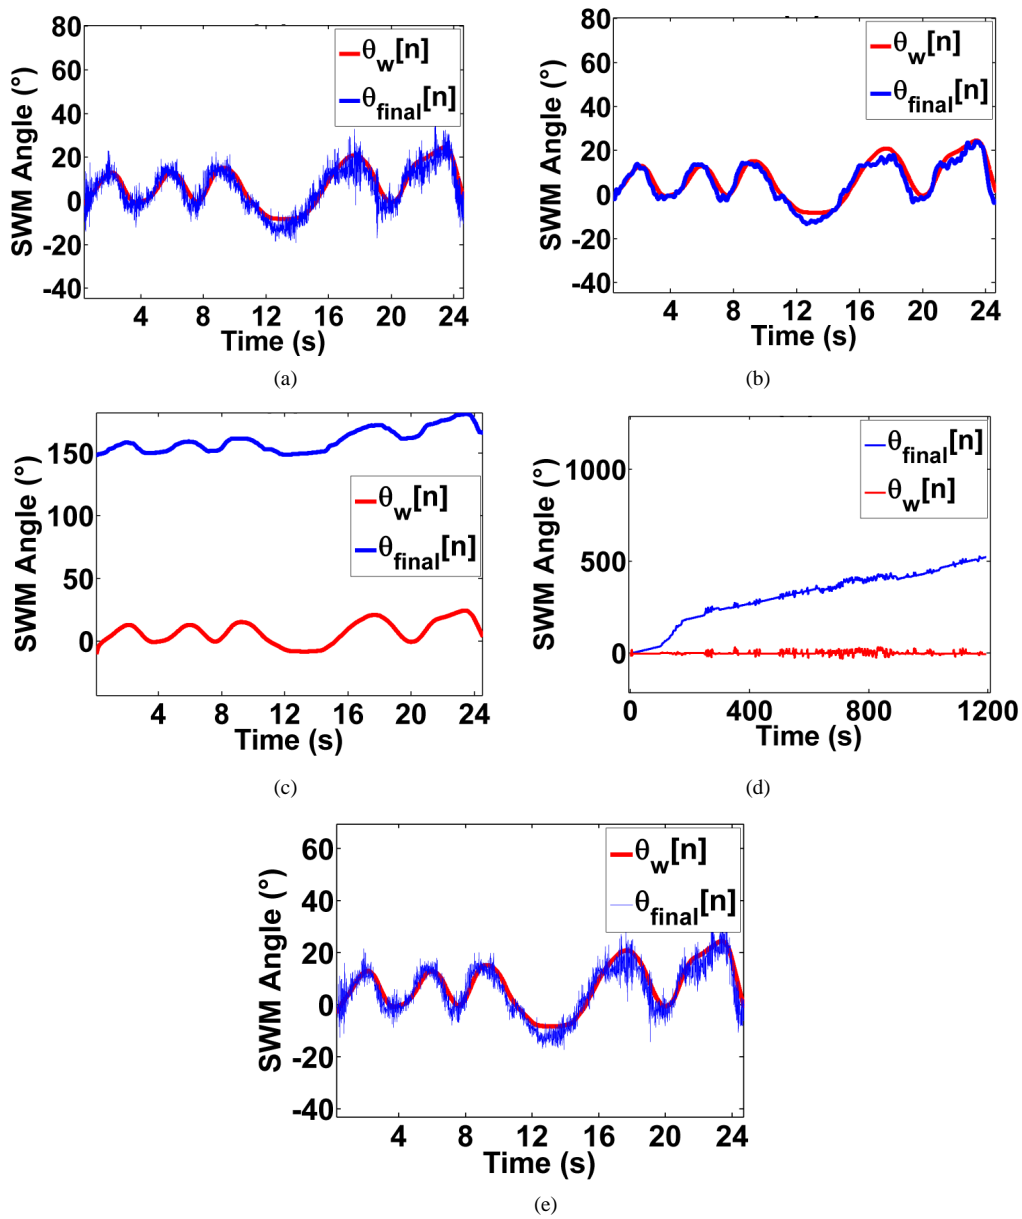 80
60
40
20
0
-20
-40
SWM Angle (°)
θw[n]
θfinal[n]
4 8 12 16 20 24
Time (s)
(a)
80
60
40
20
0
-20
-40
SWM Angle (°)
θw[n]
θfinal[n]
4 8 12 16 20 24
Time (s)
(b)
150
100
50
0
SWM Angle (°)
θw[n]
θfinal[n]
4 8 12 16 20 24
Time (s)
(c)
1000
500
0
SWM Angle (°)
θfinal[n]
θw[n]
0 400 800 1200
Time (s)
(d)
60
40
20
0
-20
-40
SWM Angle (°)
θw[n]
θfinal[n]
4 8 12 16 20 24
Time (s)
(e)